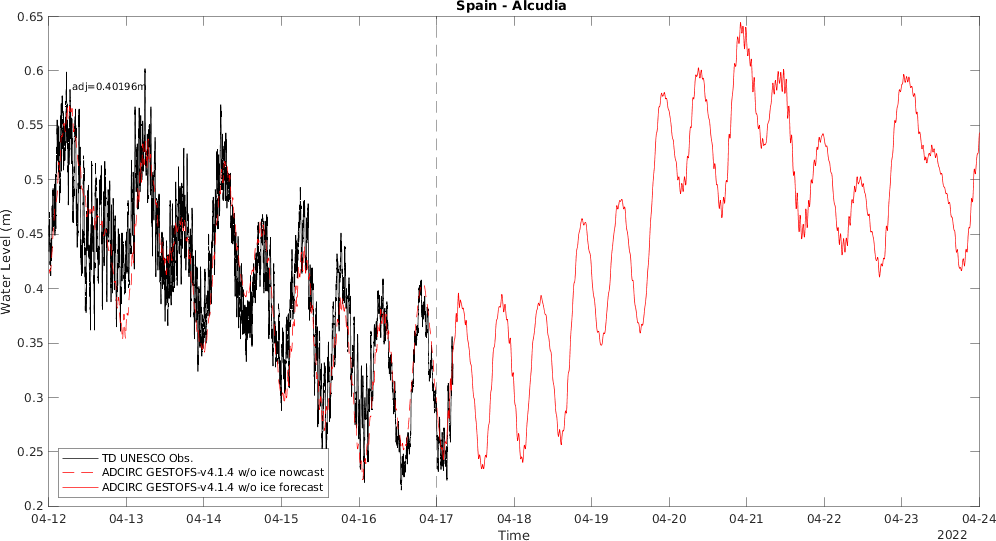 Spain - Alcudia
Water Level (m)
0.65
0.6
0.55
0.5
0.45
0.4
0.35
0.3
0.25
0.2
adj=0.40196m
TD UNESCO Obs.
ADCIRC GESTOFS-v4.1.4 w/o ice nowcast
ADCIRC GESTOFS-v4.1.4 w/o ice forecast
04-12 04-13 04-14 04-15 04-16 04-17 04-18 04-19 04-20 04-21 04-22 04-23 04-24
Time
2022